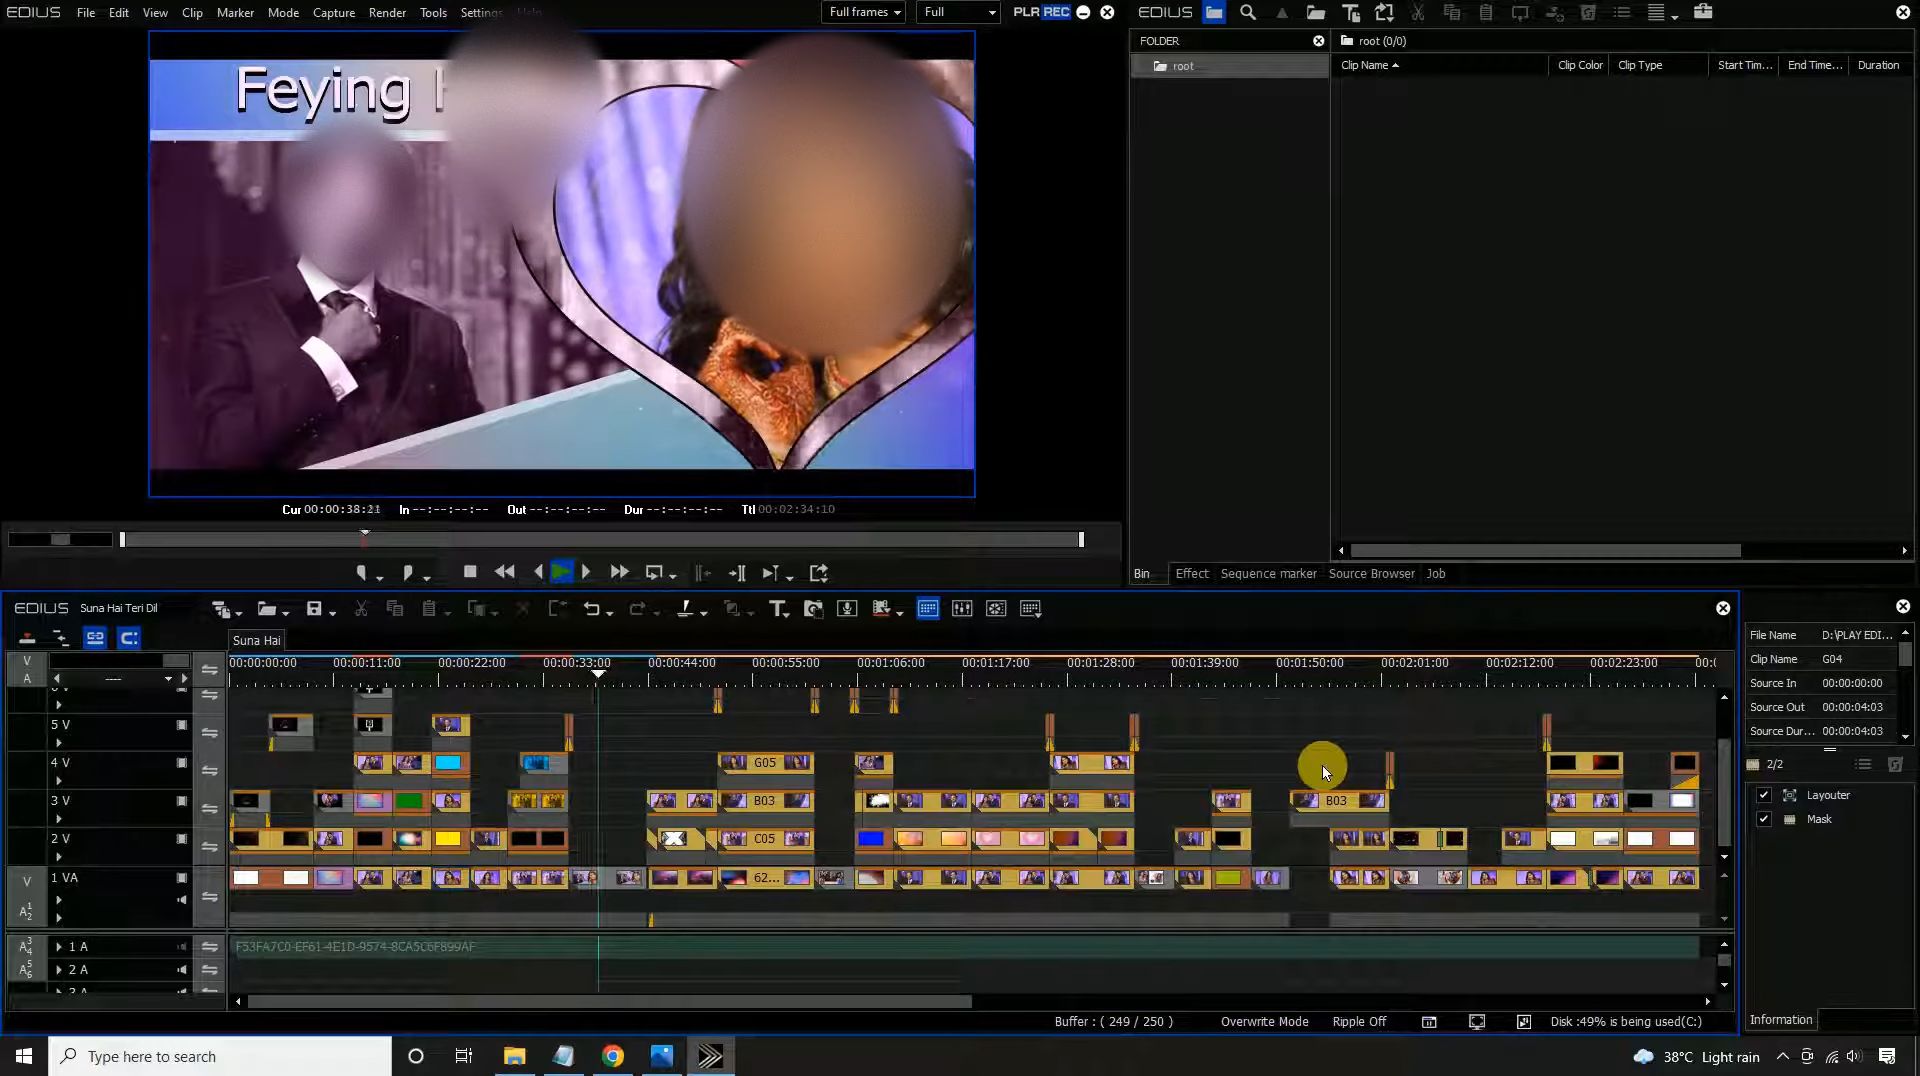 EDIUS File Edit View Clip Marker Mode Capture Render Tools Settings Help
Full frames Full PLR REC
Feying
Cur 00:00:38:21 In --:--:--:-- Out --:--:--:-- Dur --:--:--:-- Ttl 00:02:34:10
EDIUS
FOLDER
root
root (0/0)
Clip Name Clip Color Clip Type Start Tim... End Time... Duration
Bin Effect Sequence marker Source Browser Job
EDIUS Suna Hai Teri Dil
Suna Hai
V
A
00:00:00:00 00:00:11:00 00:00:22:00 00:00:33:00 00:00:44:00 00:00:55:00 00:01:06:00 00:01:17:00 00:01:28:00 00:01:39:00 00:01:50:00 00:02:01:00 00:02:12:00 00:02:23:00
5 V
4 V G05
3 V B03 B03
2 V C05
V 1 VA 62...
A12
A34 1 A F53FA7C0-EF61-4E1D-9574-8CA5C6F899AF
A56 2 A
3 A
Buffer : ( 249 / 250 ) Overwrite Mode Ripple Off Disk :49% is being used(C:)
File Name D:\PLAY EDI...
Clip Name G04
Source In 00:00:00:00
Source Out 00:00:04:03
Source Dur... 00:00:04:03
2/2
Layouter
Mask
Information
Type here to search
38°C Light rain